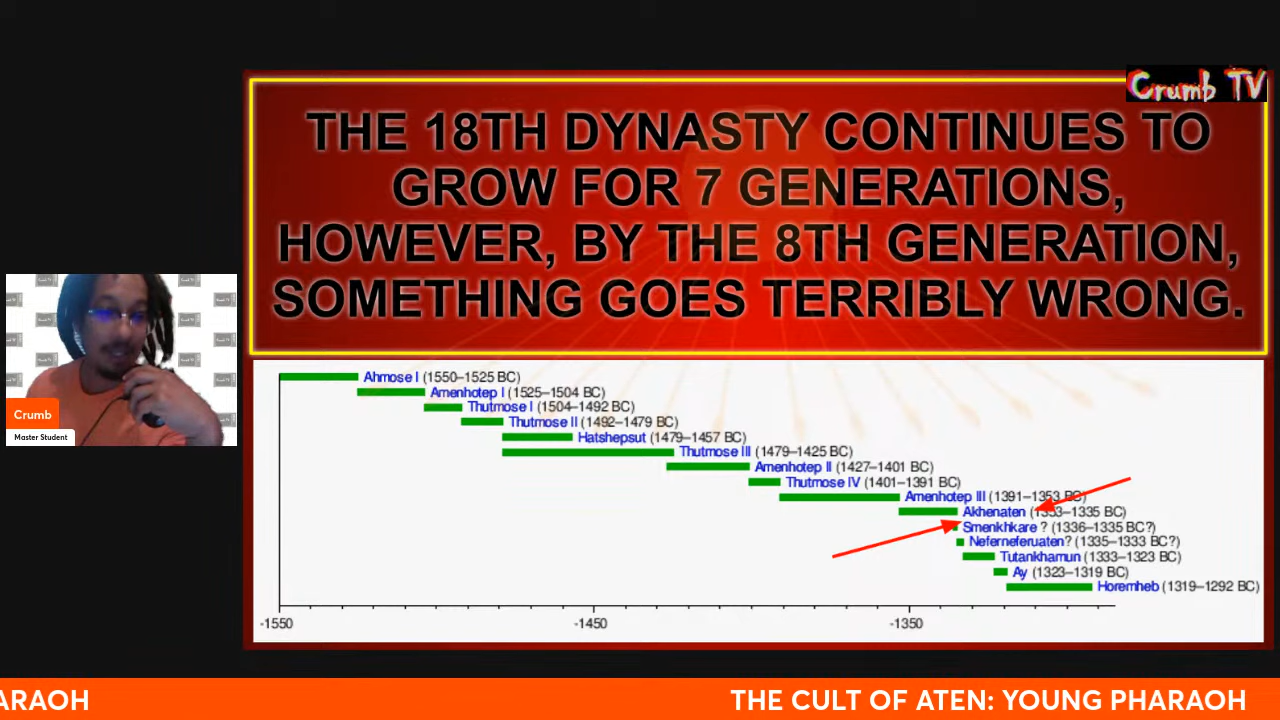 Crumb TV
THE 18TH DYNASTY CONTINUES TO
GROW FOR 7 GENERATIONS,
HOWEVER, BY THE 8TH GENERATION,
SOMETHING GOES TERRIBLY WRONG.
Ahmose I (1550–1525 BC)
Amenhotep I (1525–1504 BC)
Thutmose I (1504–1492 BC)
Thutmose II (1492–1479 BC)
Hatshepsut (1479–1457 BC)
Thutmose III (1479–1425 BC)
Amenhotep II (1427–1401 BC)
Thutmose IV (1401–1391 BC)
Amenhotep III (1391–1353 BC)
Akhenaten (1353–1335 BC)
Smenkhkare ? (1336–1335 BC?)
Neferneferuaten? (1335–1333 BC?)
Tutankhamun (1333–1323 BC)
Ay (1323–1319 BC)
Horemheb (1319–1292 BC)
-1550 -1450 -1350
Crumb
Master Student
ARAOH THE CULT OF ATEN: YOUNG PHARAOH